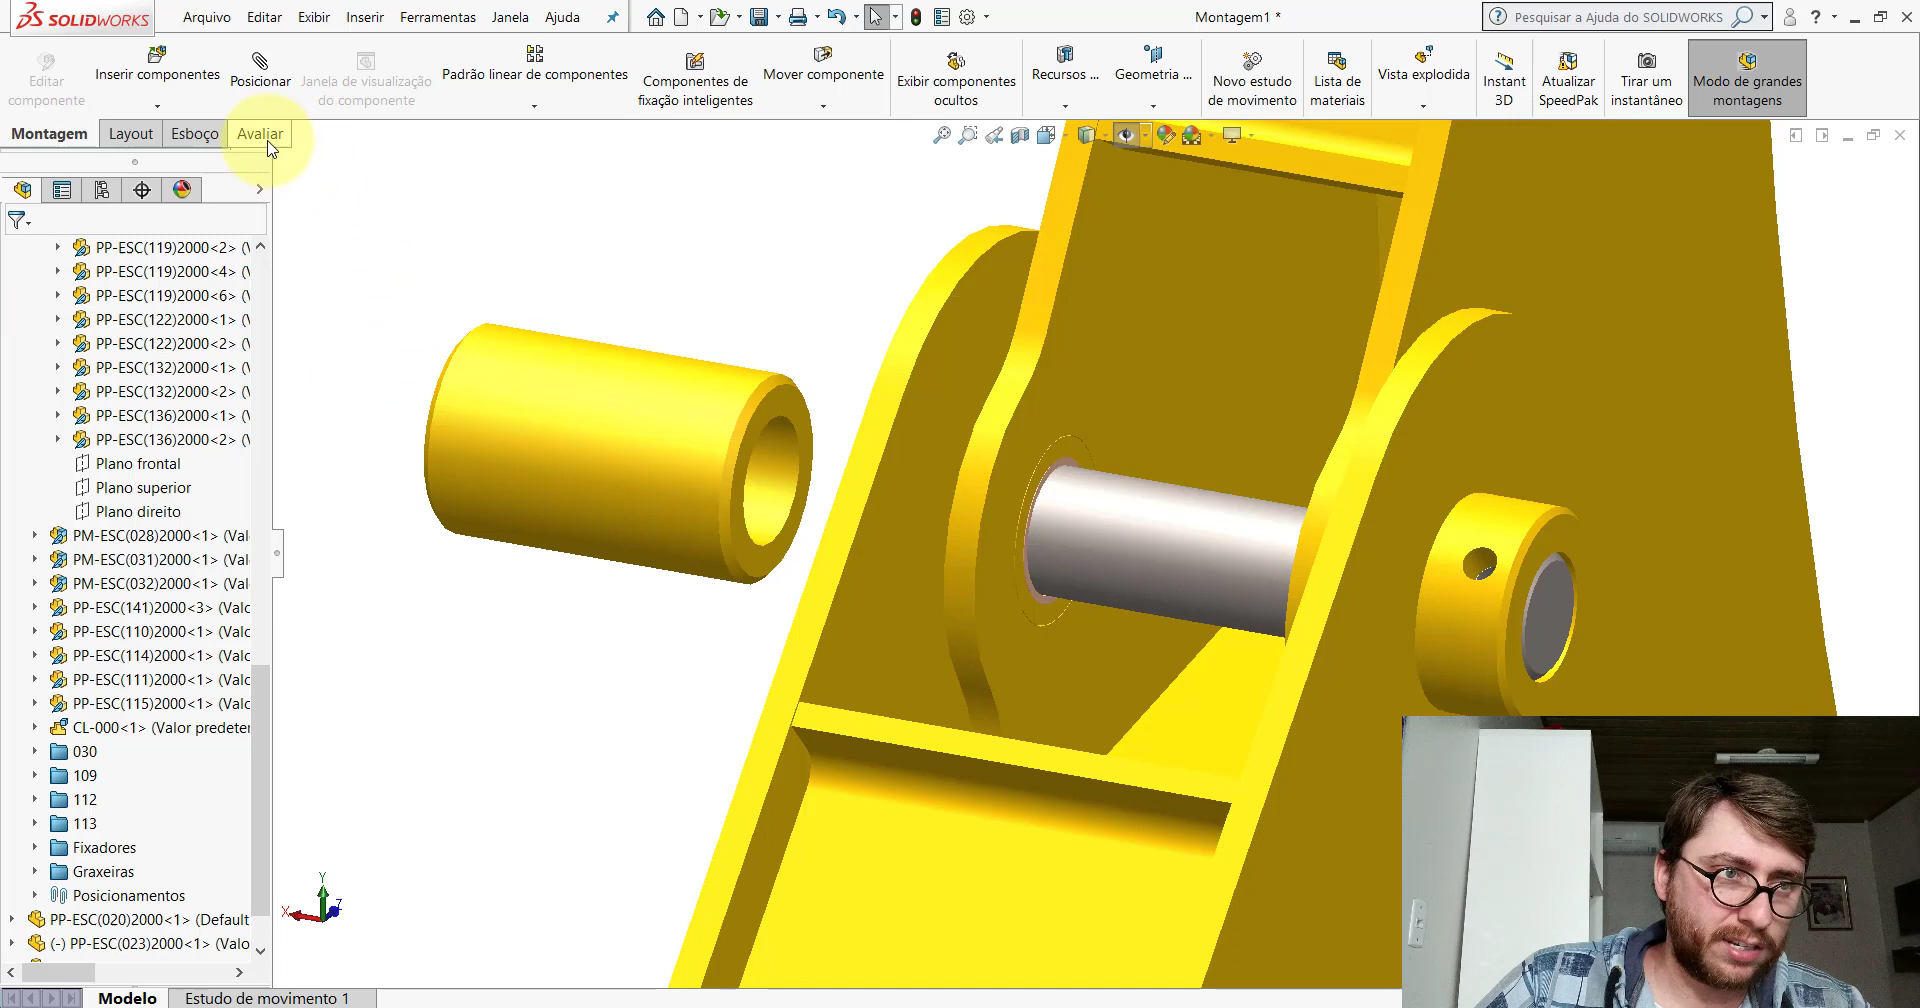 SOLIDWORKS
Arquivo Editar Exibir Inserir Ferramentas Janela Ajuda
Montagem1 *
Pesquisar a Ajuda do SOLIDWORKS
Editar componente
Inserir componentes
Posicionar
Janela de visualização do componente
Padrão linear de componentes
Componentes de fixação inteligentes
Mover componente
Exibir componentes ocultos
Recursos ...
Geometria ...
Novo estudo de movimento
Lista de materiais
Vista explodida
Instant 3D
Atualizar SpeedPak
Tirar um instantâneo
Modo de grandes montagens
Montagem Layout Esboço Avaliar
PP-ESC(119)2000<2> (V
PP-ESC(119)2000<4> (V
PP-ESC(119)2000<6> (V
PP-ESC(122)2000<1> (V
PP-ESC(122)2000<2> (V
PP-ESC(132)2000<1> (V
PP-ESC(132)2000<2> (V
PP-ESC(136)2000<1> (V
PP-ESC(136)2000<2> (V
Plano frontal
Plano superior
Plano direito
PM-ESC(028)2000<1> (Val
PM-ESC(031)2000<1> (Val
PM-ESC(032)2000<1> (Val
PP-ESC(141)2000<3> (Valc
PP-ESC(110)2000<1> (Valc
PP-ESC(114)2000<1> (Valc
PP-ESC(111)2000<1> (Valc
PP-ESC(115)2000<1> (Valc
CL-000<1> (Valor predeter
030
109
112
113
Fixadores
Graxeiras
Posicionamentos
PP-ESC(020)2000<1> (Default
(-) PP-ESC(023)2000<1> (Valo
Y
X
Z
Modelo Estudo de movimento 1